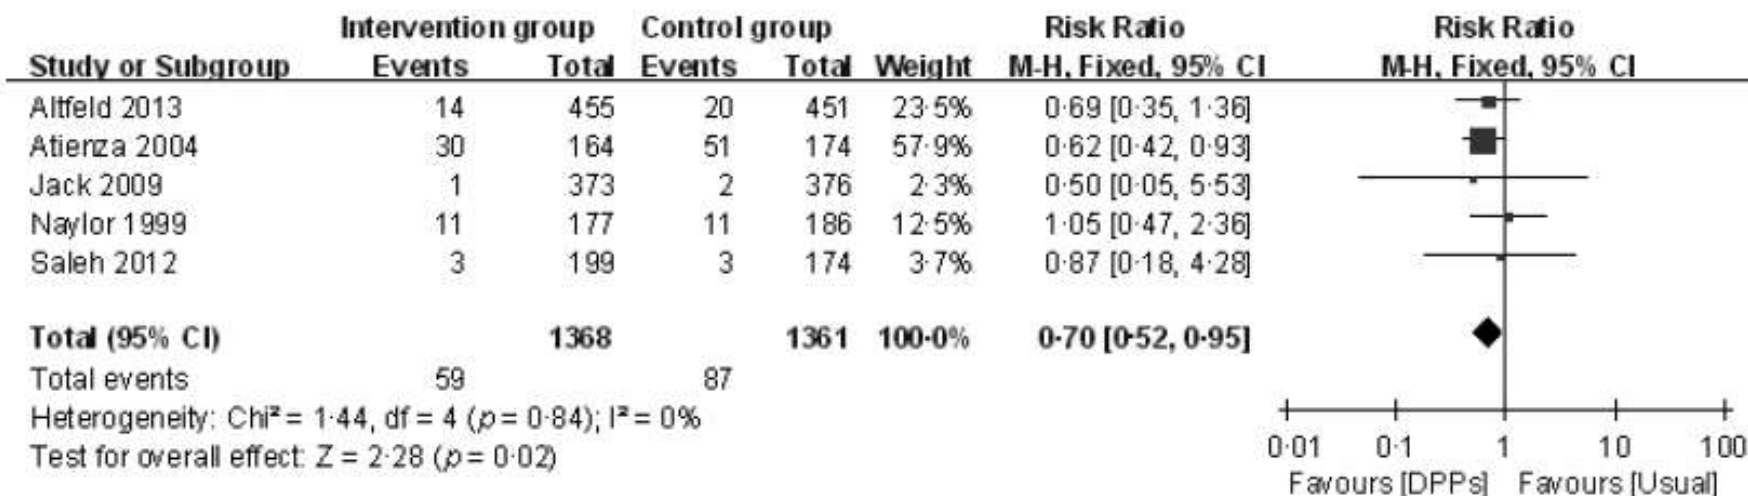 Intervention group Control group Risk Ratio Risk Ratio
Study or Subgroup Events Total Events Total Weight M-H, Fixed, 95% CI M-H, Fixed, 95% CI
Altfeld 2013 14 455 20 451 23·5% 0·69 [0·35, 1·36]
Atienza 2004 30 164 51 174 57·9% 0·62 [0·42, 0·93]
Jack 2009 1 373 2 376 2·3% 0·50 [0·05, 5·53]
Naylor 1999 11 177 11 186 12·5% 1·05 [0·47, 2·36]
Saleh 2012 3 199 3 174 3·7% 0·87 [0·18, 4·28]
Total (95% CI) 1368 1361 100·0% 0·70 [0·52, 0·95]
Total events 59 87
Heterogeneity: Chi² = 1·44, df = 4 (p = 0·84); I² = 0%
Test for overall effect: Z = 2·28 (p = 0·02)
0·01 0·1 1 10 100
Favours [DPPs] Favours [Usual]